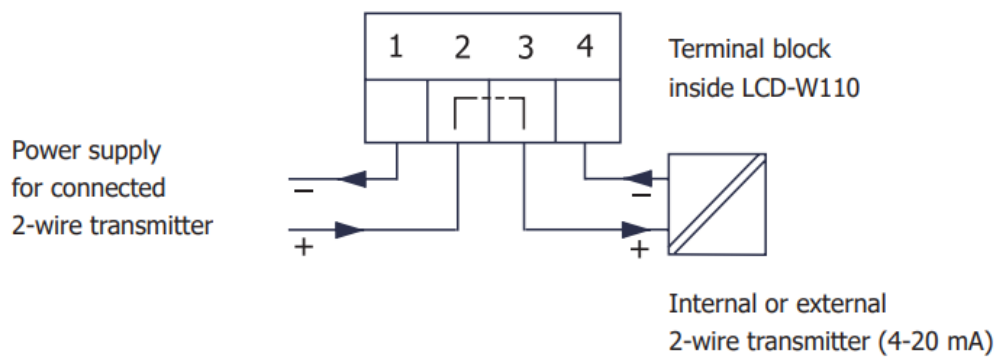 1 2 3 4
Terminal block
inside LCD-W110
Power supply
for connected
2-wire transmitter
− −
+ +
Internal or external
2-wire transmitter (4-20 mA)